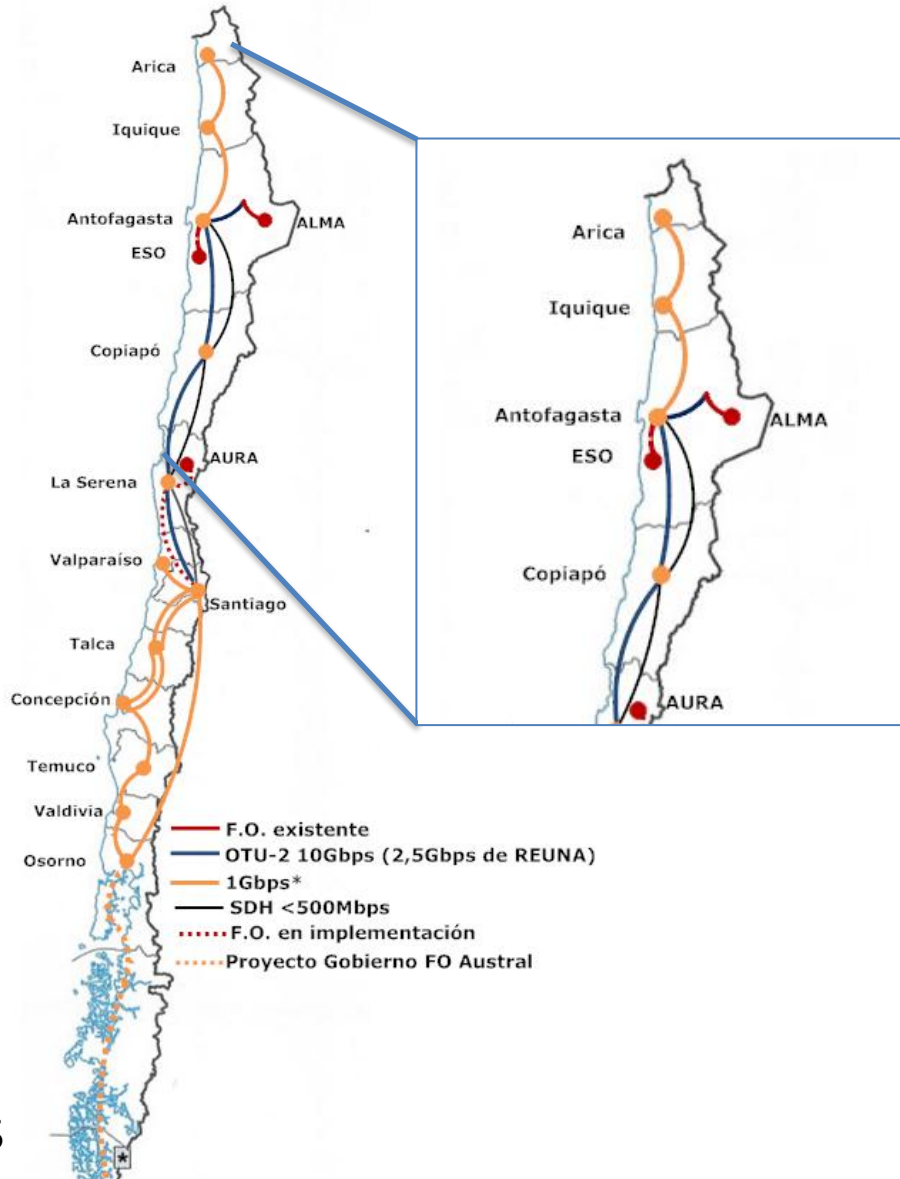 Arica
Iquique
Antofagasta
ALMA
ESO
Copiapó
AURA
La Serena
Valparaíso
Santiago
Talca
Concepción
Temuco
Valdivia
Osorno
F.O. existente
OTU-2 10Gbps (2,5Gbps de REUNA)
1Gbps*
SDH <500Mbps
F.O. en implementación
Proyecto Gobierno FO Austral
*
Arica
Iquique
Antofagasta
ALMA
ESO
Copiapó
AURA